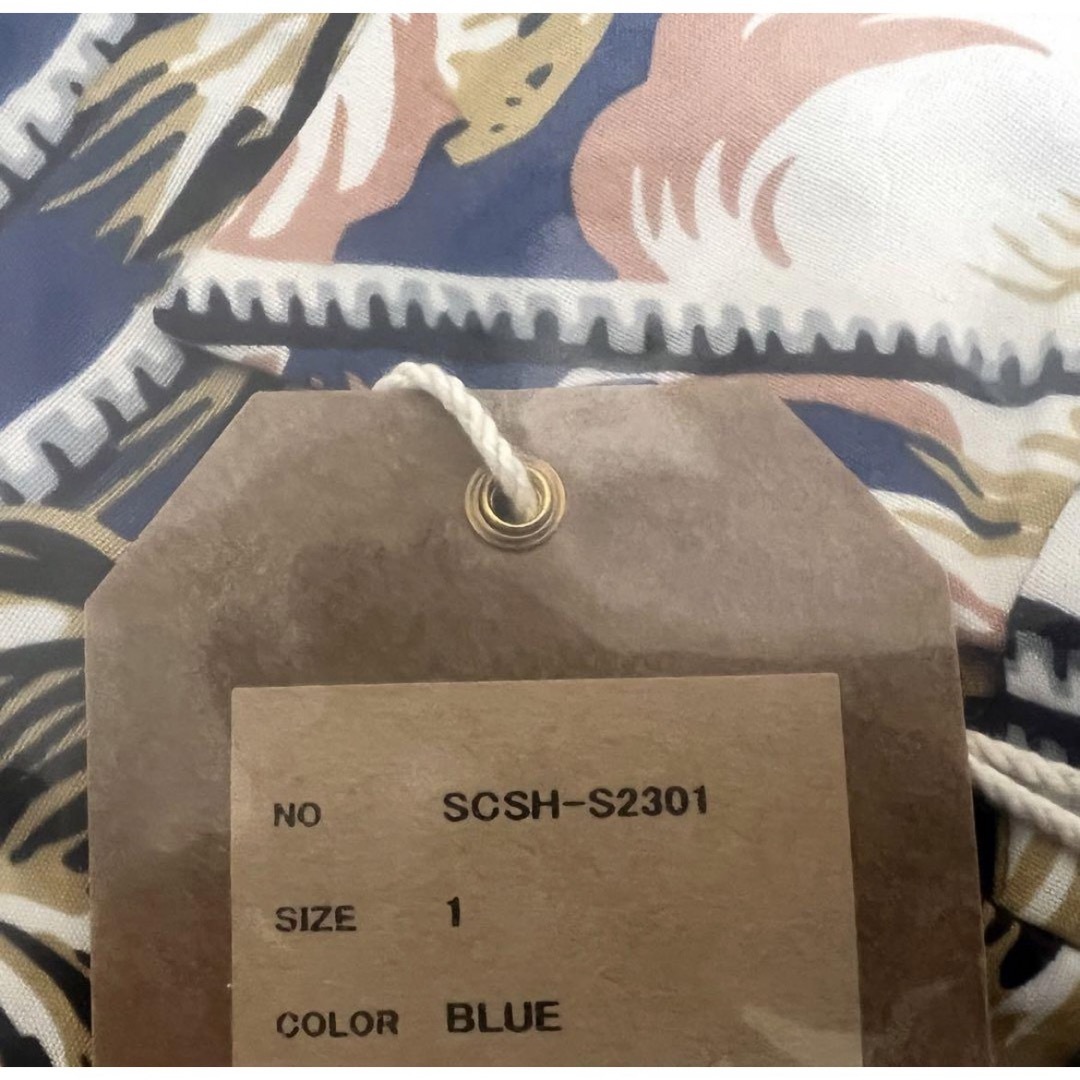 NO SCSH-S2301
SIZE 1
COLOR BLUE